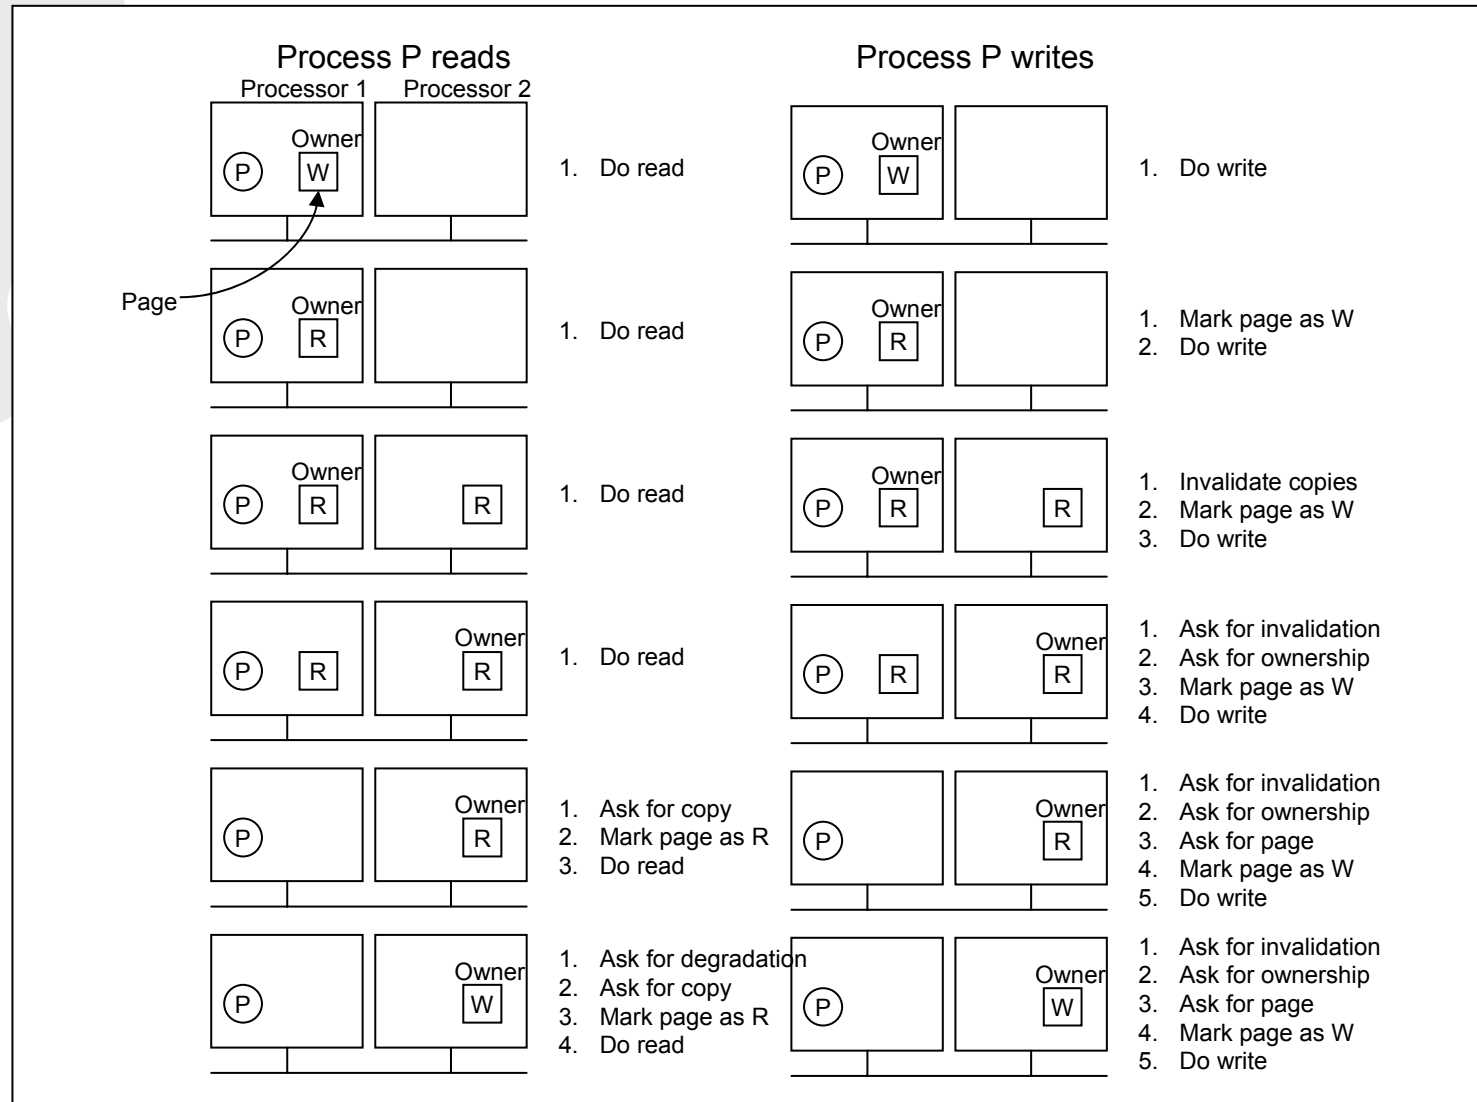 Process P reads
Processor 1 Processor 2
Owner
P W
1. Do read
Page
Owner
P R
1. Do read
Owner
P R R
1. Do read
Owner
P R R
1. Do read
Owner
P R
1. Ask for copy
2. Mark page as R
3. Do read
Owner
P W
1. Ask for degradation
2. Ask for copy
3. Mark page as R
4. Do read
Process P writes
Owner
P W
1. Do write
Owner
P R
1. Mark page as W
2. Do write
Owner
P R R
1. Invalidate copies
2. Mark page as W
3. Do write
Owner
P R R
1. Ask for invalidation
2. Ask for ownership
3. Mark page as W
4. Do write
Owner
P R
1. Ask for invalidation
2. Ask for ownership
3. Ask for page
4. Mark page as W
5. Do write
Owner
P W
1. Ask for invalidation
2. Ask for ownership
3. Ask for page
4. Mark page as W
5. Do write